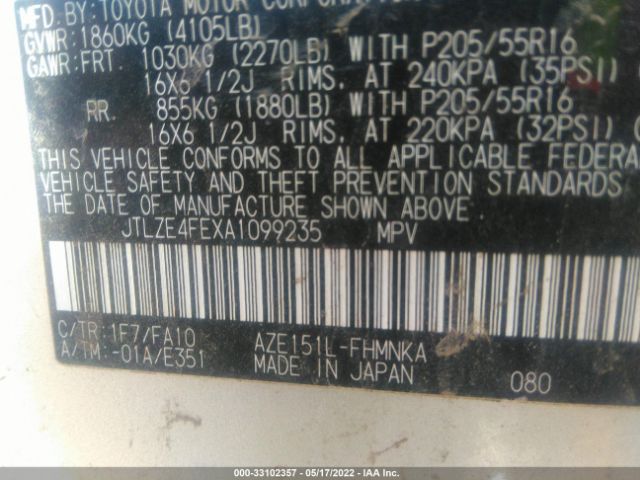 MFD. BY: TOYOTA MOTOR
GVWR: 1860KG (4105LB)
GAWR: FRT. 1030KG (2270LB) WITH P205/55R16
16X6 1/2J RIMS, AT 240KPA (35PSI)
RR. 855KG (1880LB) WITH P205/55R16
16X6 1/2J RIMS, AT 220KPA (32PSI)
THIS VEHICLE CONFORMS TO ALL APPLICABLE FEDERA
VEHICLE SAFETY AND THEFT PREVENTION STANDARDS
THE DATE OF MANUFACTURE SHOWN ABOVE.
JTLZE4FEXA1099235 MPV
C/TR: 1F7/FA10 AZE151L-FHMNKA
A/TM: -01A/E351 MADE IN JAPAN 080
000-33102357 - 05/17/2022 - IAAI.COM